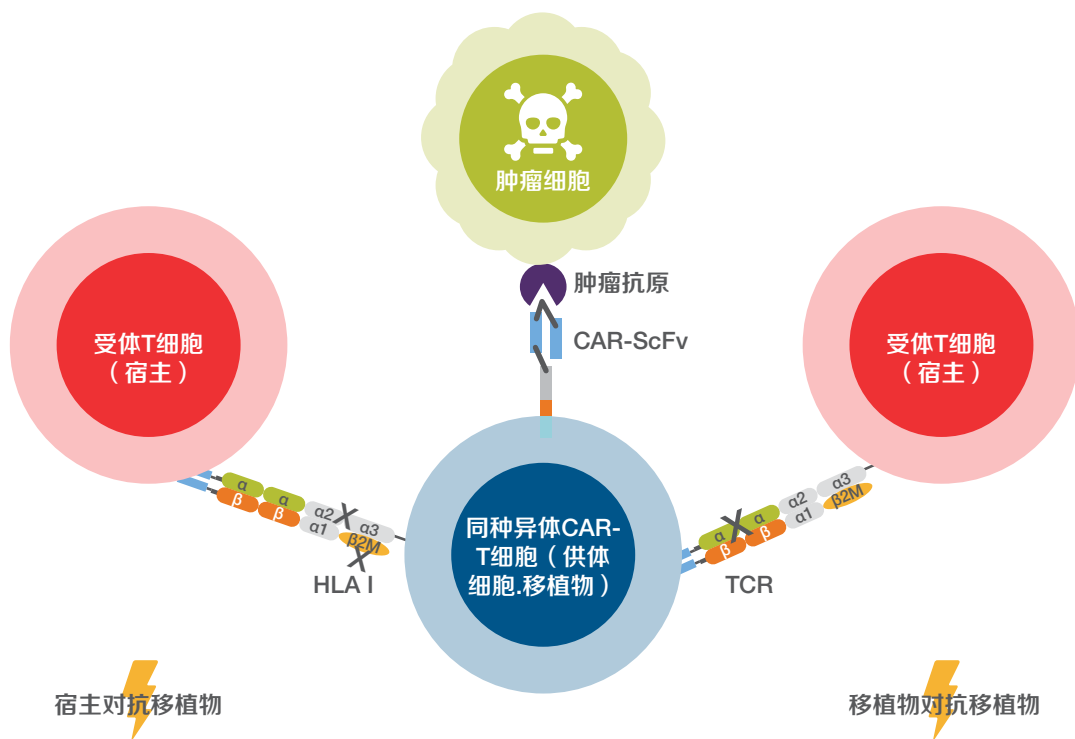 肿瘤细胞
肿瘤抗原
CAR-ScFv
受体T细胞
（宿主）
受体T细胞
（宿主）
α
α
β
β
α2
α3
α1
β2M
HLA I
同种异体CAR-
T细胞（供体
细胞.移植物）
α
α
β
β
α2
α3
α1
β2M
TCR
宿主对抗移植物
移植物对抗移植物